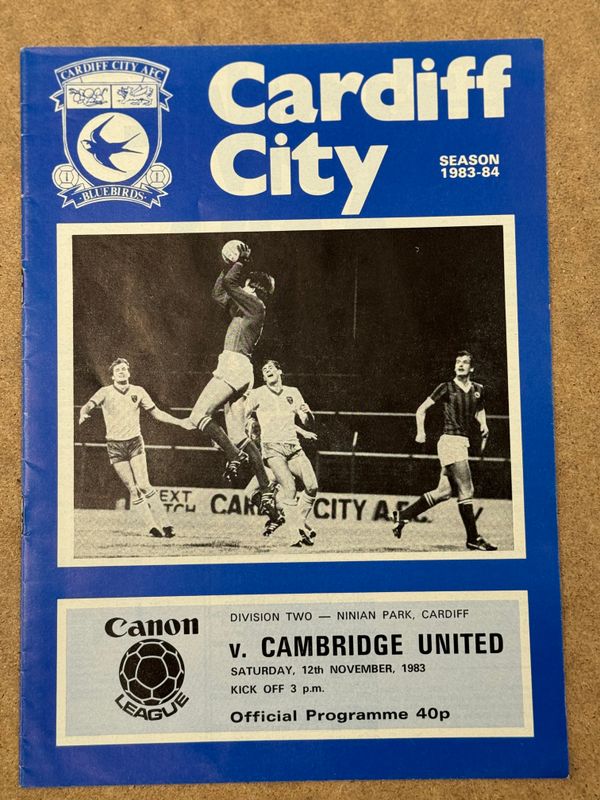 CARDIFF CITY AFC
BLUEBIRDS
Cardiff
City
SEASON
1983-84
EXT
TCH
CAR
CITY A.F.C
Canon
LEAGUE
DIVISION TWO — NINIAN PARK, CARDIFF
v. CAMBRIDGE UNITED
SATURDAY, 12th NOVEMBER, 1983
KICK OFF 3 p.m.
Official Programme 40p